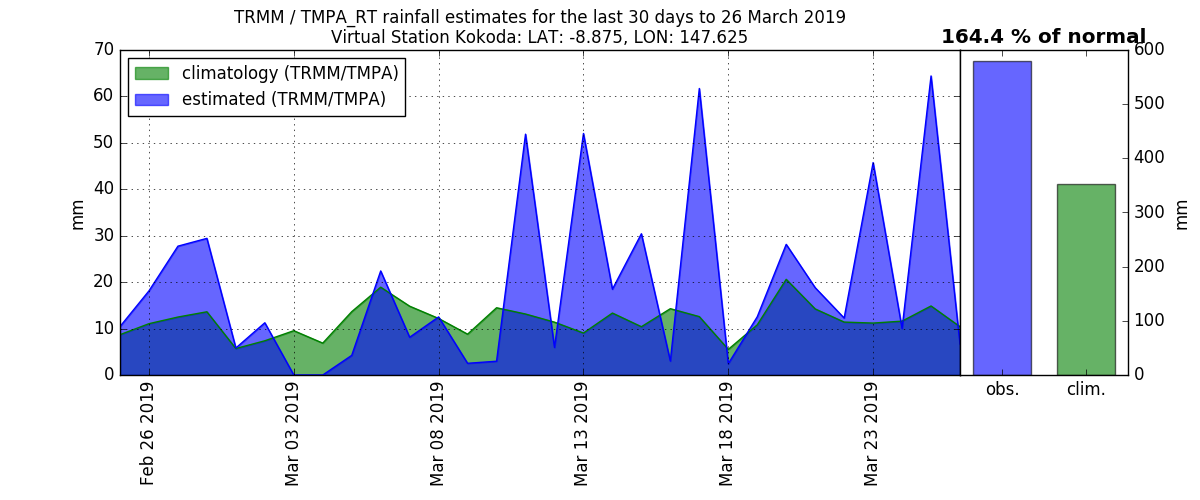 TRMM / TMPA_RT rainfall estimates for the last 30 days to 26 March 2019
Virtual Station Kokoda: LAT: -8.875, LON: 147.625
164.4 % of normal
climatology (TRMM/TMPA)
estimated (TRMM/TMPA)
70
60
50
40
30
20
10
0
mm
Feb 26 2019
Mar 03 2019
Mar 08 2019
Mar 13 2019
Mar 18 2019
Mar 23 2019
600
500
400
300
200
100
0
mm
obs.
clim.